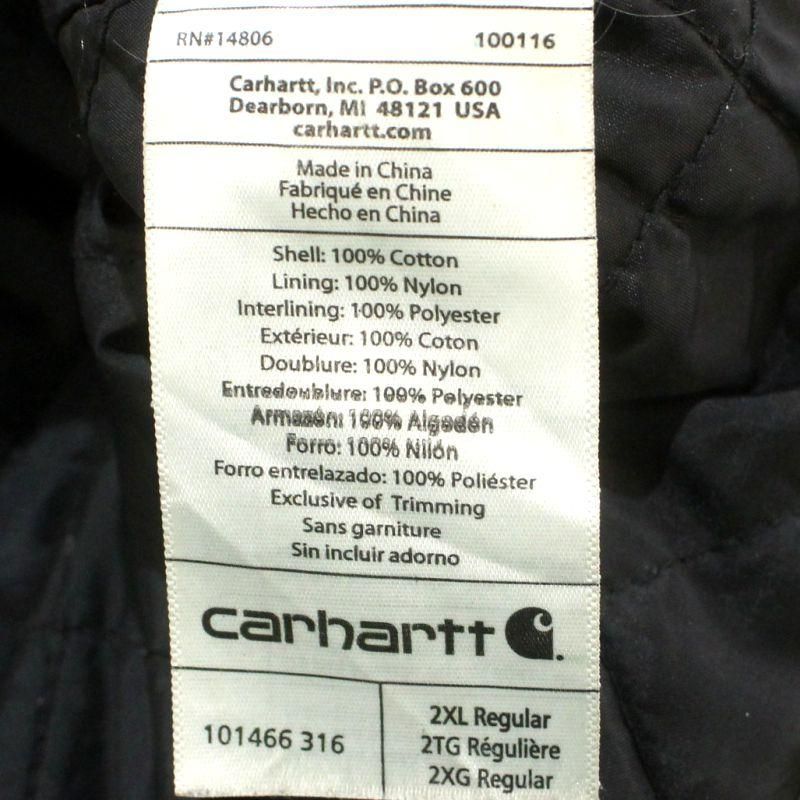 RN#14806 100116
Carhartt, Inc. P.O. Box 600
Dearborn, MI 48121 USA
carhartt.com
Made in China
Fabriqué en Chine
Hecho en China
Shell: 100% Cotton
Lining: 100% Nylon
Interlining: 100% Polyester
Extérieur: 100% Coton
Doublure: 100% Nylon
Entredoublure: 100% Polyester
Armazón: 100% Algodón
Forro: 100% Nilón
Forro entrelazado: 100% Poliéster
Exclusive of Trimming
Sans garniture
Sin incluir adorno
carhartt
101466 316
2XL Regular
2TG Régulière
2XG Regular